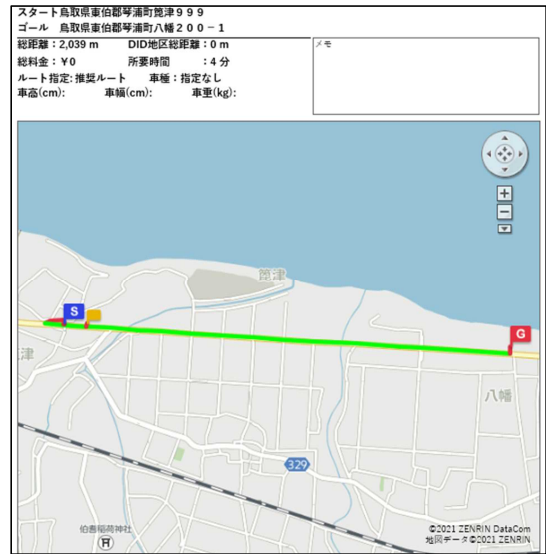 スタート鳥取県東伯郡琴浦町箆津９９９
ゴール　鳥取県東伯郡琴浦町八幡２００－１
総距離：2,039 m　DID地区総距離：0 m
総料金：¥0　所要時間　：4 分
ルート指定: 推奨ルート　車種：指定なし
車高(cm):　車幅(cm):　車重(kg):
メモ
箆津
S
G
津
八幡
329
伯耆稲荷神社
©2021 ZENRIN DataCom
地図データ©2021 ZENRIN